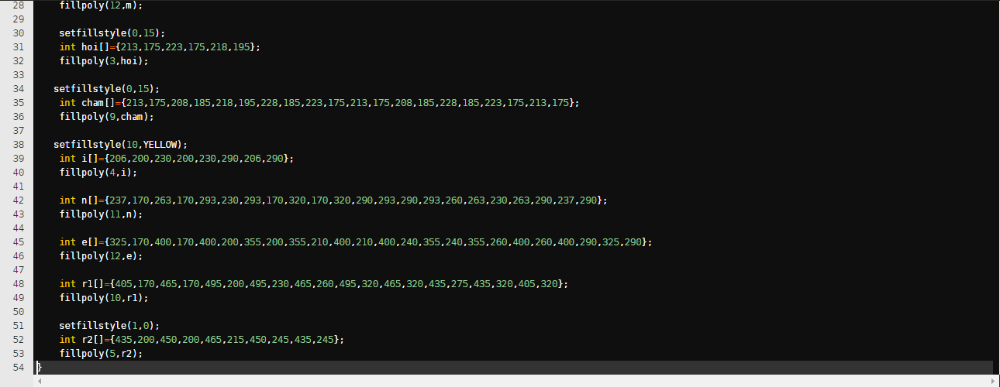 28 fillpoly(12,m);
29
30 setfillstyle(0,15);
31 int hoi[]={213,175,223,175,218,195};
32 fillpoly(3,hoi);
33
34 setfillstyle(0,15);
35 int cham[]={213,175,208,185,218,195,228,185,223,175,213,175,208,185,228,185,223,175,213,175};
36 fillpoly(9,cham);
37
38 setfillstyle(10,YELLOW);
39 int i[]={206,200,230,200,230,290,206,290};
40 fillpoly(4,i);
41
42 int n[]={237,170,263,170,293,230,293,170,320,170,320,290,293,290,293,260,263,230,263,290,237,290};
43 fillpoly(11,n);
44
45 int e[]={325,170,400,170,400,200,355,200,355,210,400,210,400,240,355,240,355,260,400,260,400,290,325,290};
46 fillpoly(12,e);
47
48 int r1[]={405,170,465,170,495,200,495,230,465,260,495,320,465,320,435,275,435,320,405,320};
49 fillpoly(10,r1);
50
51 setfillstyle(1,0);
52 int r2[]={435,200,450,200,465,215,450,245,435,245};
53 fillpoly(5,r2);
54 }